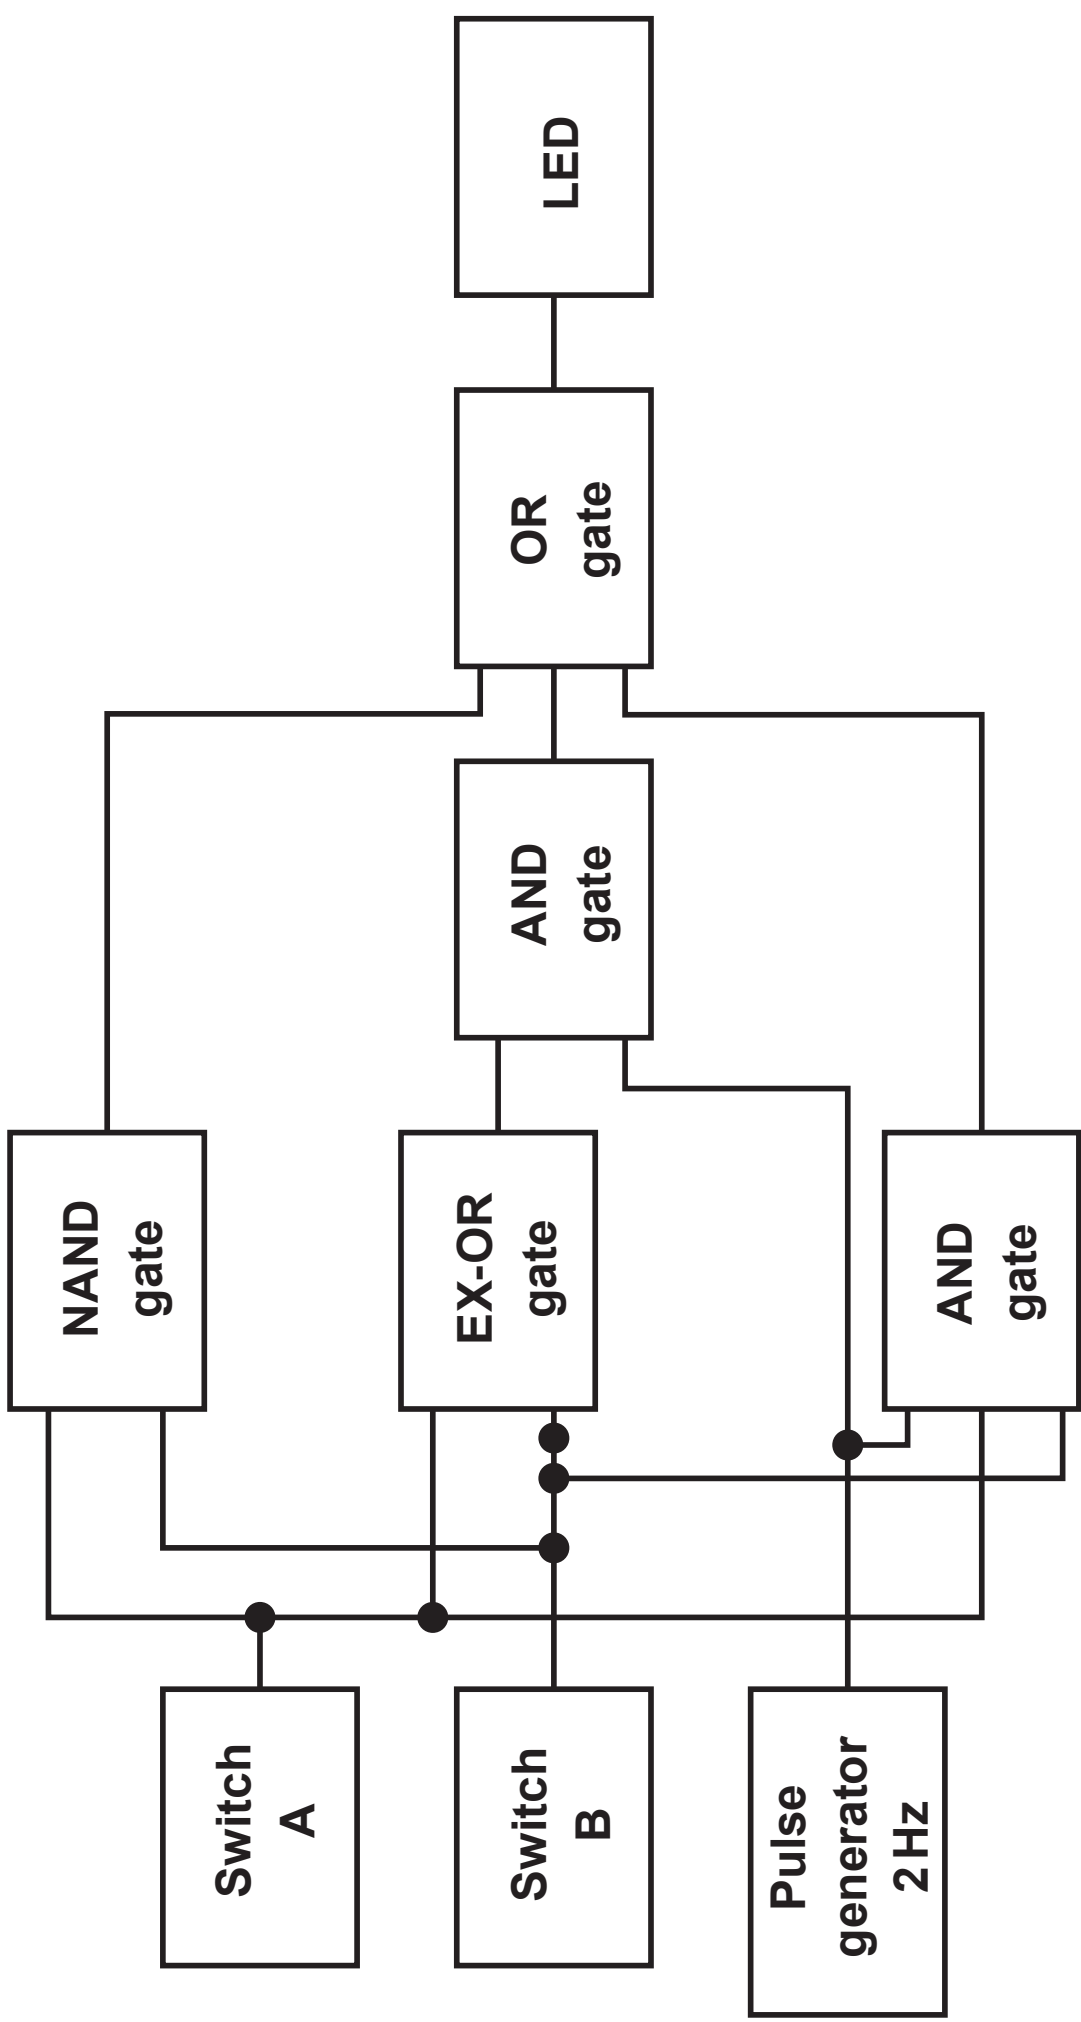 Switch
A
Switch
B
Pulse
generator
2 Hz
NAND
gate
EX-OR
gate
AND
gate
AND
gate
OR
gate
LED